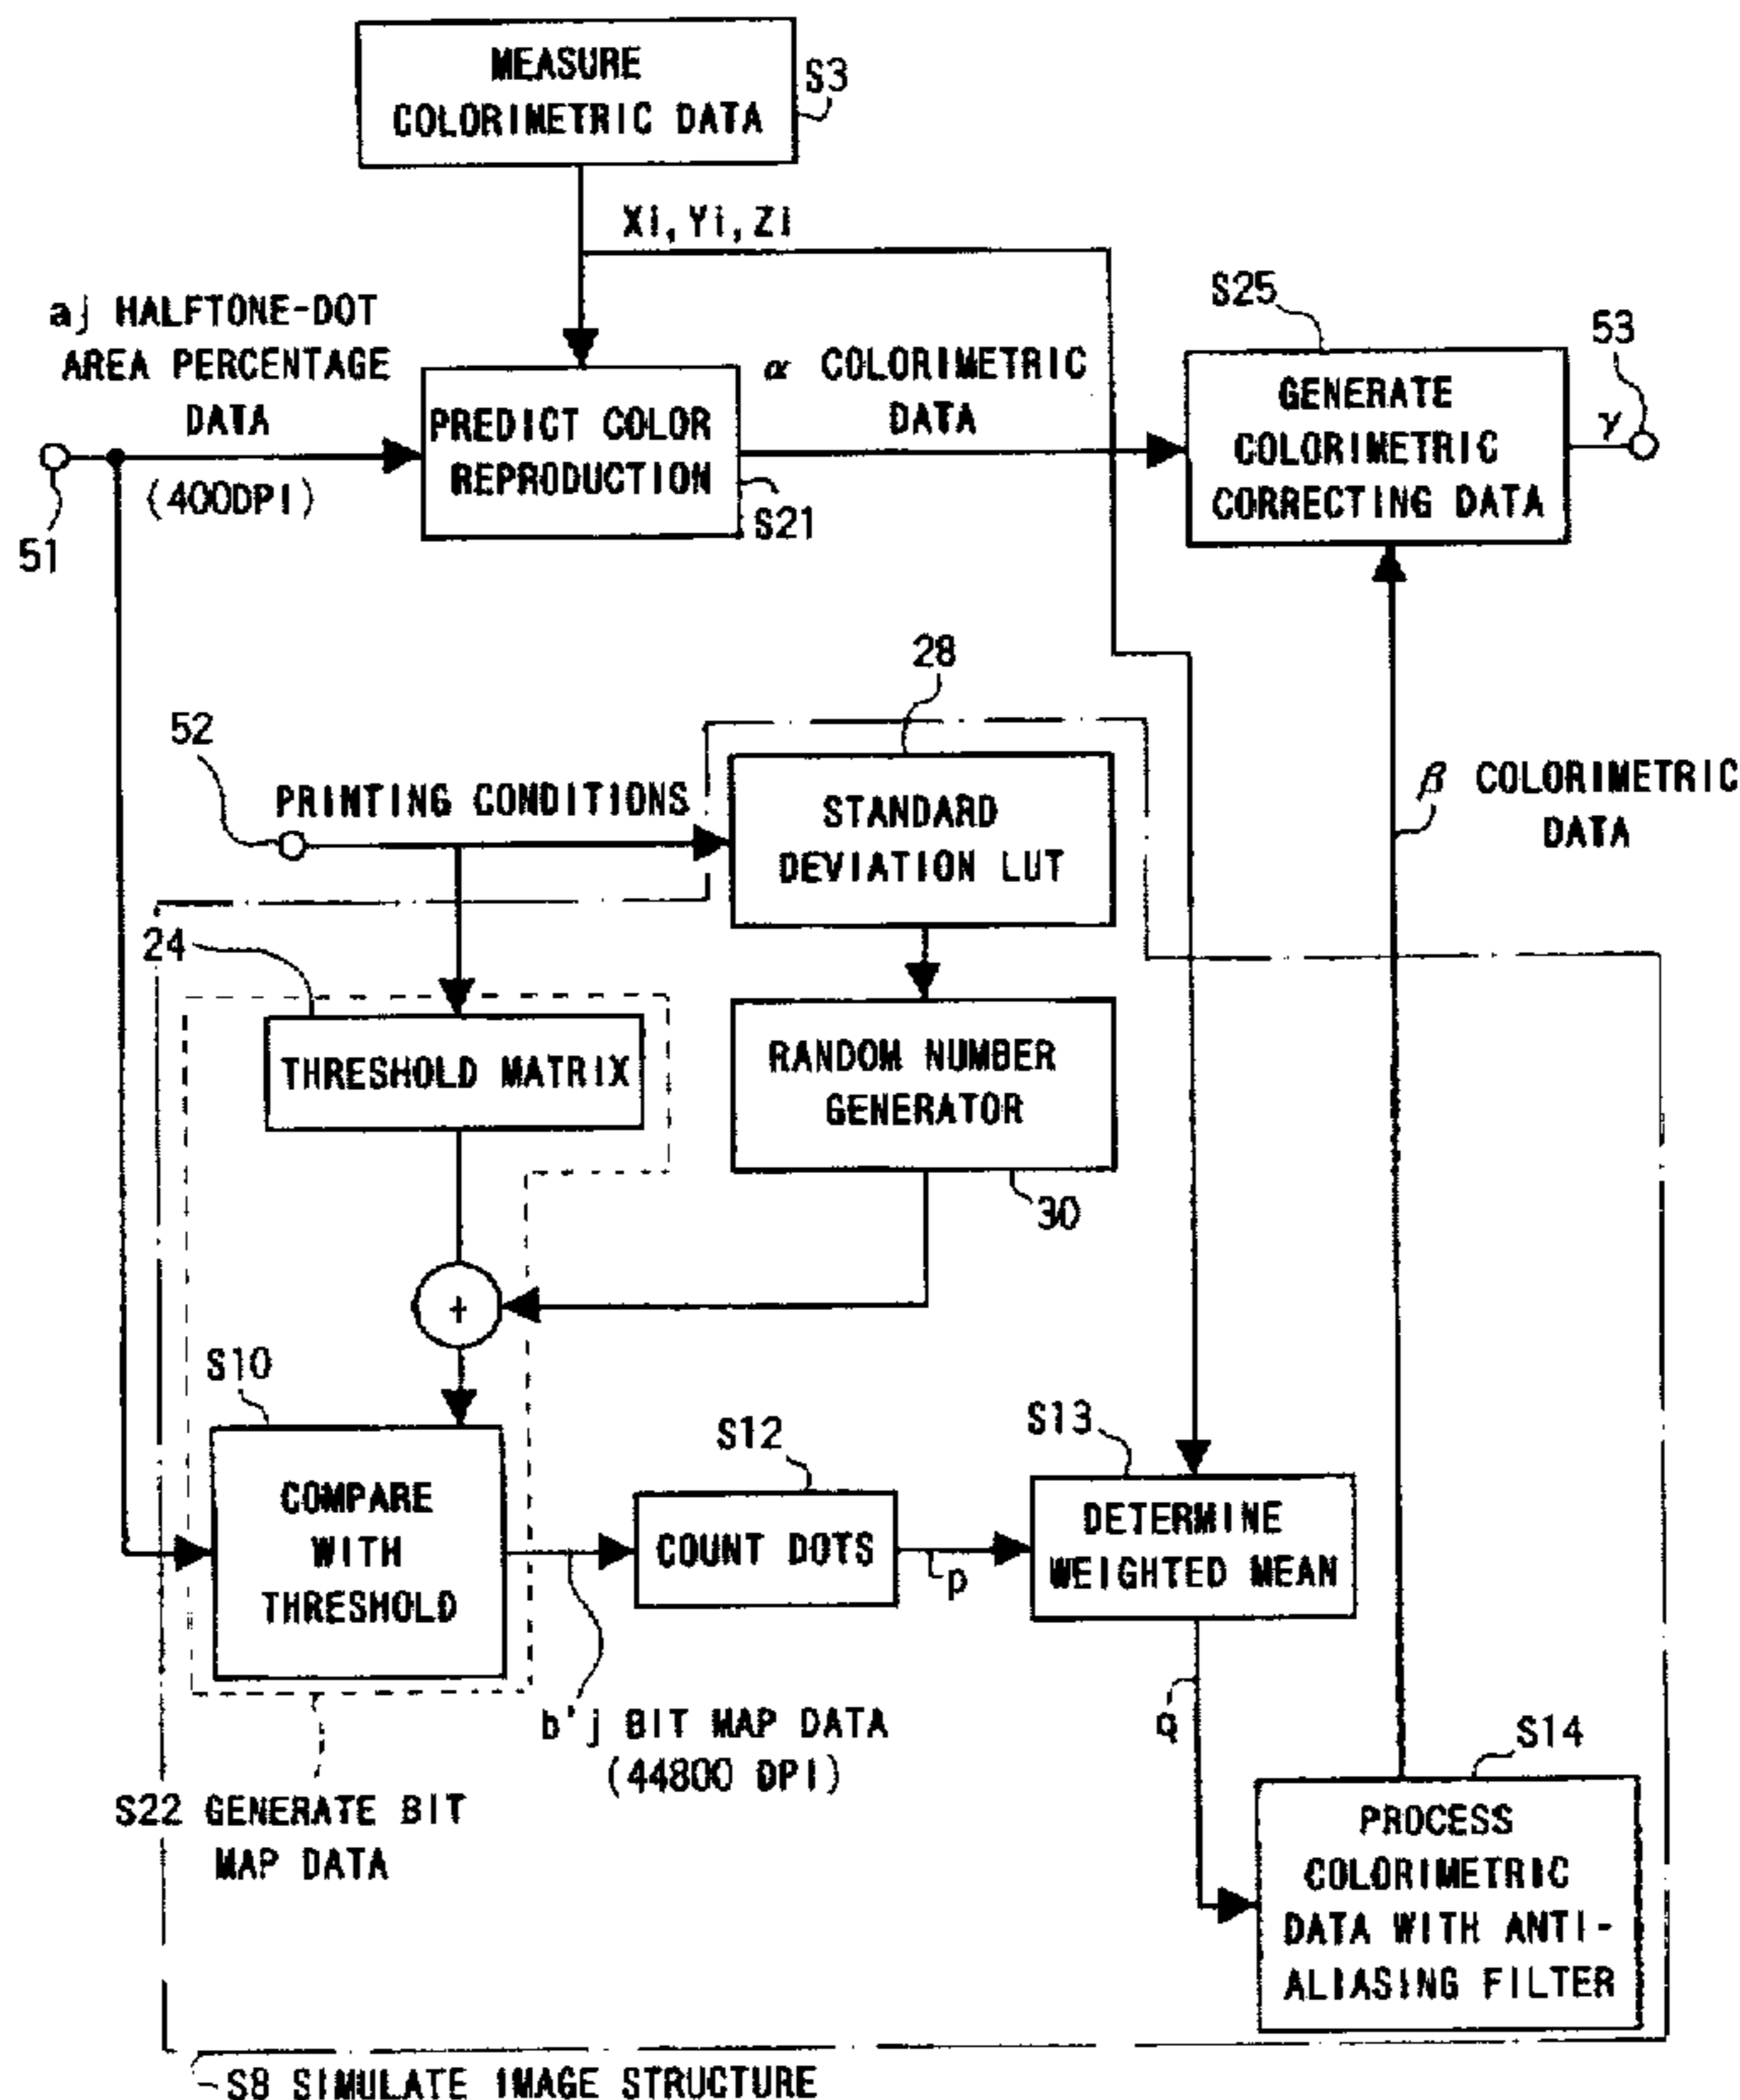 MEASURE
COLORIMETRIC DATA
S3
Xi, Yi, Zi
aj HALFTONE-DOT
AREA PERCENTAGE
DATA
(400DPI)
51
PREDICT COLOR
REPRODUCTION
S21
α COLORIMETRIC
DATA
S25
GENERATE
COLORIMETRIC
CORRECTING DATA
γ
53
28
52
PRINTING CONDITIONS
STANDARD
DEVIATION LUT
β COLORIMETRIC
DATA
24
THRESHOLD MATRIX
RANDOM NUMBER
GENERATOR
30
+
S10
COMPARE
WITH
THRESHOLD
S12
COUNT DOTS
p
S13
DETERMINE
WEIGHTED MEAN
b'j BIT MAP DATA
(44800 DPI)
q
S22 GENERATE BIT
MAP DATA
S14
PROCESS
COLORIMETRIC
DATA WITH ANTI-
ALIASING FILTER
S8 SIMULATE IMAGE STRUCTURE